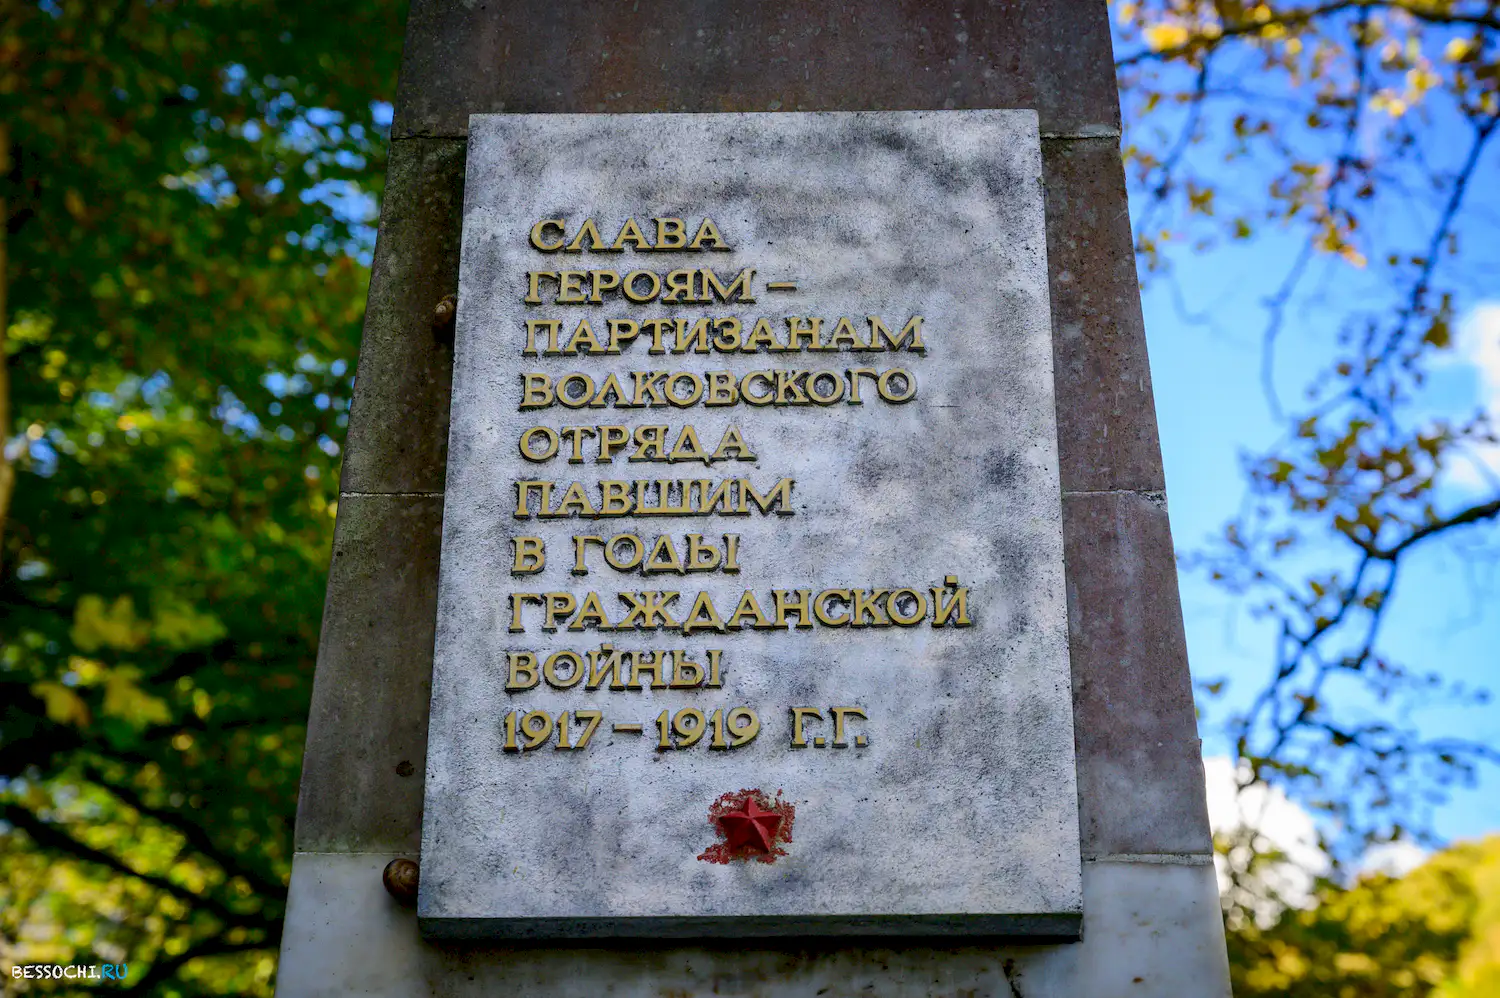 СЛАВА
ГЕРОЯМ –
ПАРТИЗАНАМ
ВОЛКОВСКОГО
ОТРЯДА
ПАВШИМ
В ГОДЫ
ГРАЖДАНСКОЙ
ВОЙНЫ
1917 – 1919 Г.Г.
BESSOCHI.RU